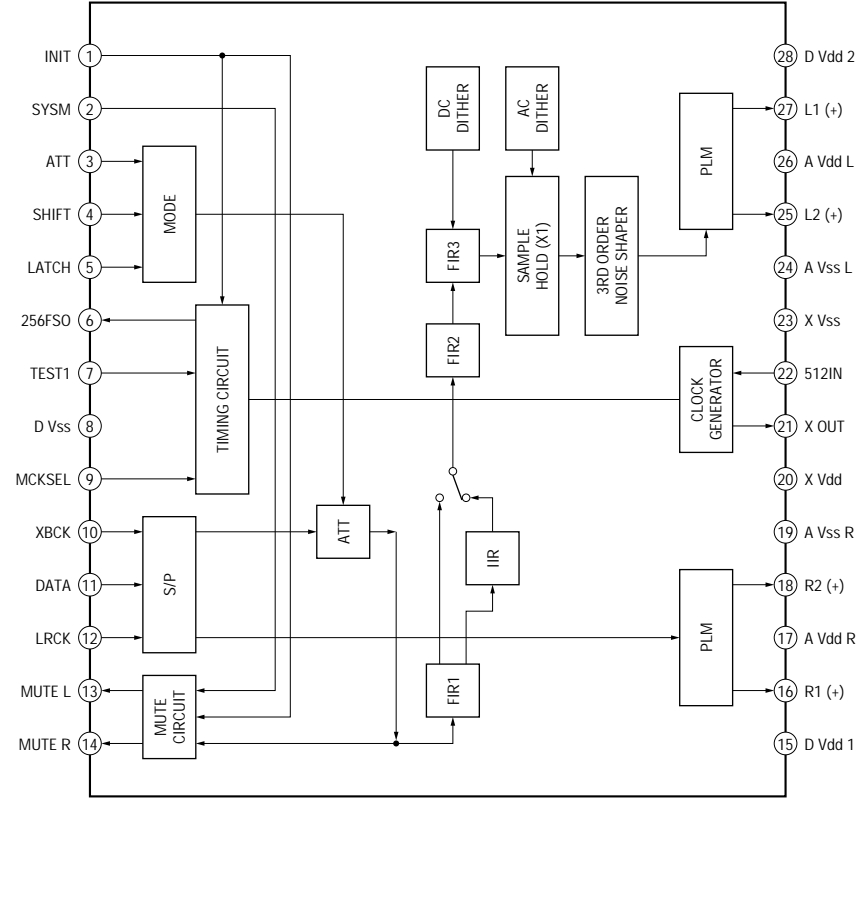 INIT 1
SYSM 2
ATT 3
SHIFT 4
LATCH 5
256FSO 6
TEST1 7
D Vss 8
MCKSEL 9
XBCK 10
DATA 11
LRCK 12
MUTE L 13
MUTE R 14
MODE
TIMING CIRCUIT
S/P
MUTE
CIRCUIT
ATT
DC
DITHER
AC
DITHER
FIR3
FIR2
IIR
FIR1
SAMPLE
HOLD (X1)
3RD ORDER
NOISE SHAPER
PLM
CLOCK
GENERATOR
PLM
28 D Vdd 2
27 L1 (+)
26 A Vdd L
25 L2 (+)
24 A Vss L
23 X Vss
22 512IN
21 X OUT
20 X Vdd
19 A Vss R
18 R2 (+)
17 A Vdd R
16 R1 (+)
15 D Vdd 1